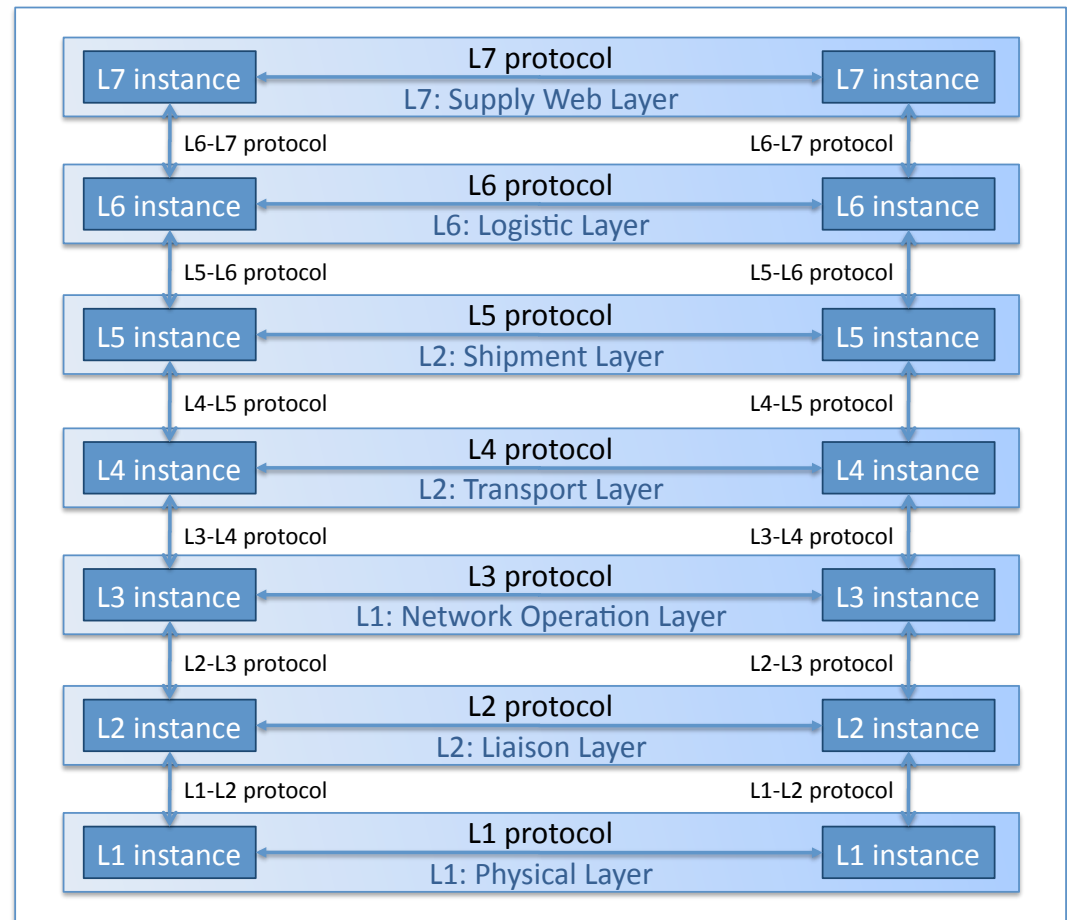 L7 protocol
L7 instance
L7 instance
L7: Supply Web Layer
L6-L7 protocol
L6-L7 protocol
L6 protocol
L6 instance
L6 instance
L6: Logistic Layer
L5-L6 protocol
L5-L6 protocol
L5 protocol
L5 instance
L5 instance
L2: Shipment Layer
L4-L5 protocol
L4-L5 protocol
L4 protocol
L4 instance
L4 instance
L2: Transport Layer
L3-L4 protocol
L3-L4 protocol
L3 protocol
L3 instance
L3 instance
L1: Network Operation Layer
L2-L3 protocol
L2-L3 protocol
L2 protocol
L2 instance
L2 instance
L2: Liaison Layer
L1-L2 protocol
L1-L2 protocol
L1 protocol
L1 instance
L1 instance
L1: Physical Layer